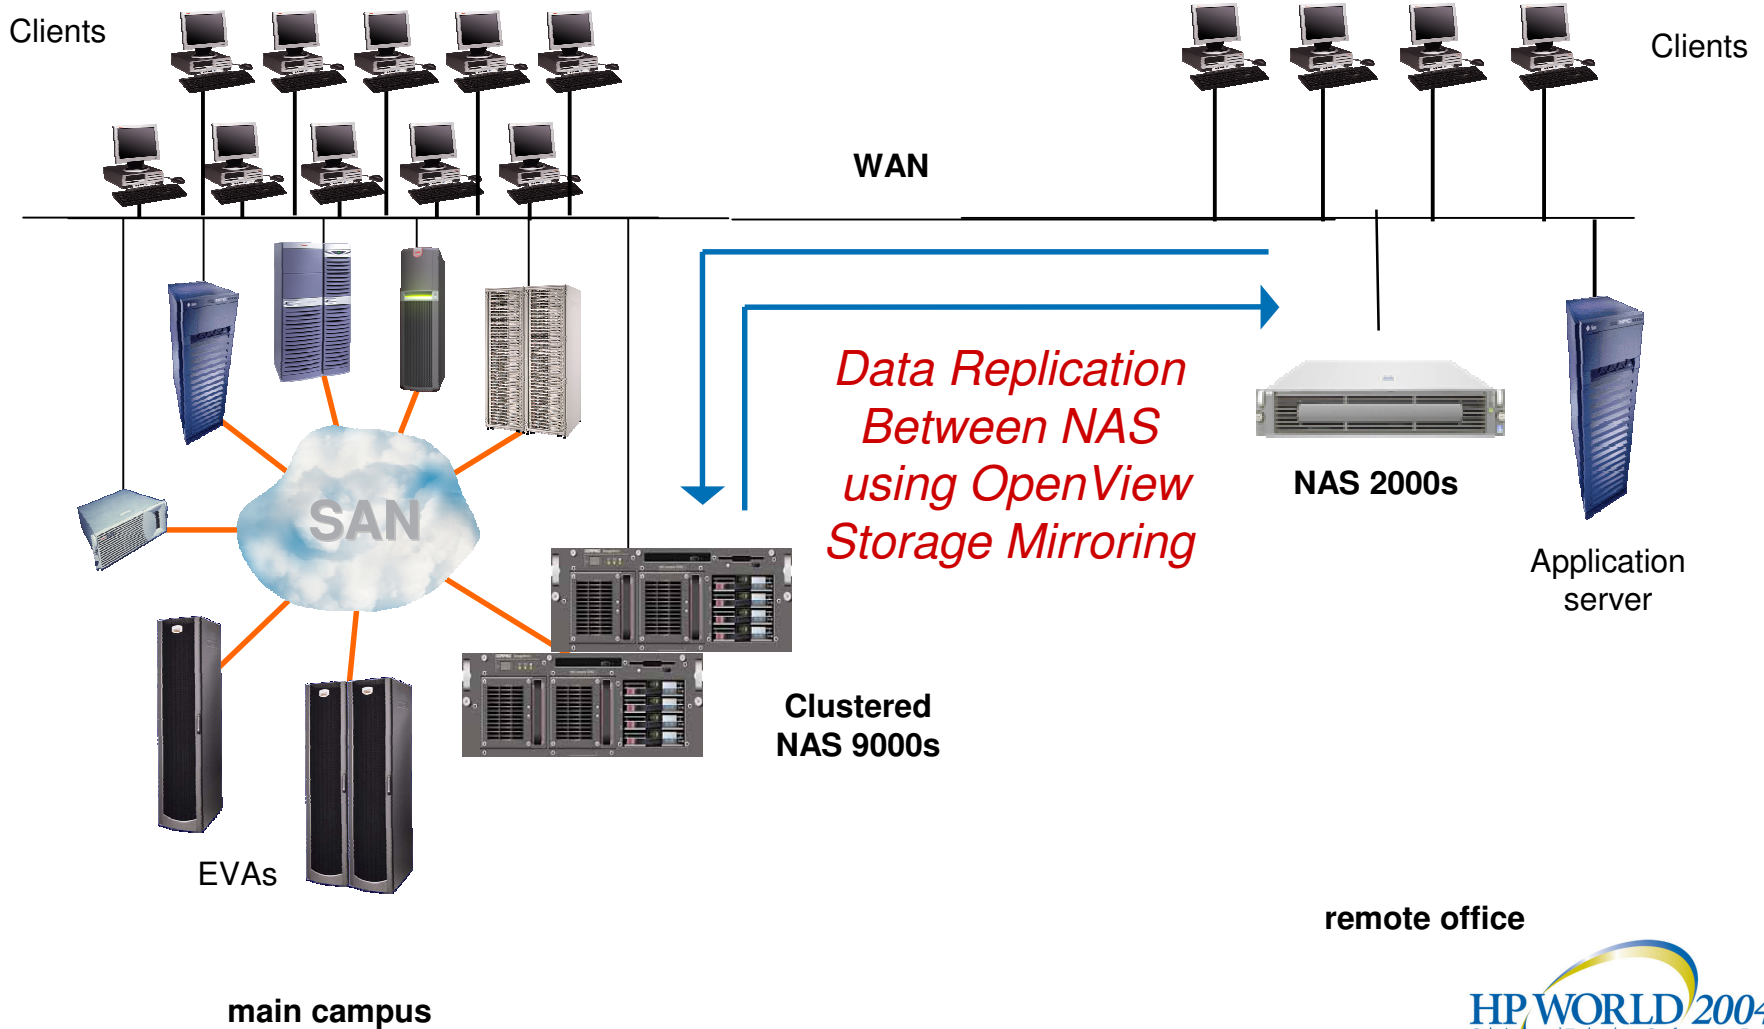 Clients
Clients
WAN
Data Replication
Between NAS
using OpenView
Storage Mirroring
SAN
NAS 2000s
Application
server
Clustered
NAS 9000s
EVAs
remote office
main campus
HP WORLD 2004